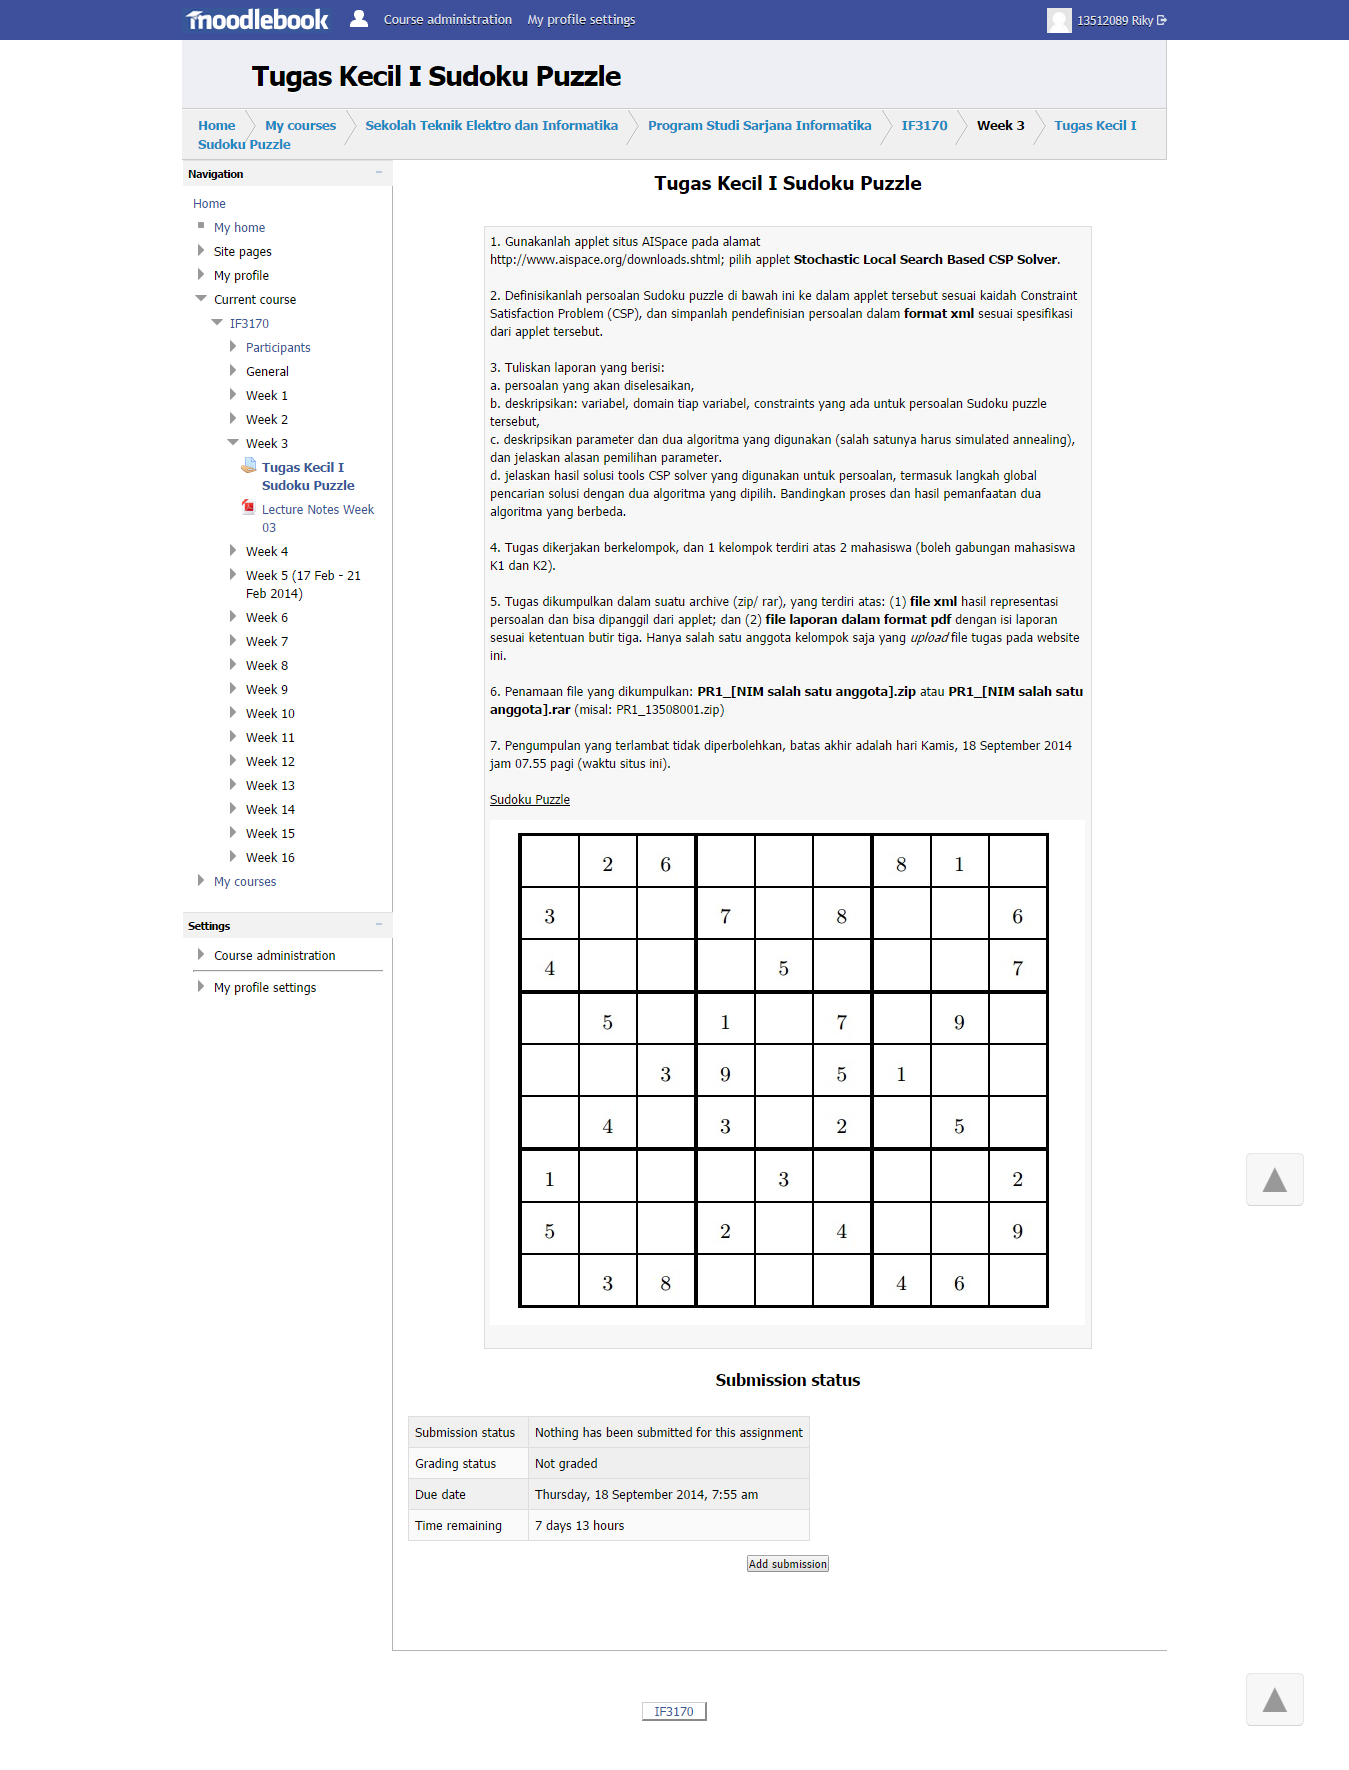 moodlebook Course administration My profile settings 13512089 Riky
Tugas Kecil I Sudoku Puzzle
Home My courses Sekolah Teknik Elektro dan Informatika Program Studi Sarjana Informatika IF3170 Week 3 Tugas Kecil I
Sudoku Puzzle
Navigation
Home
My home
Site pages
My profile
Current course
IF3170
Participants
General
Week 1
Week 2
Week 3
Tugas Kecil I
Sudoku Puzzle
Lecture Notes Week
03
Week 4
Week 5 (17 Feb - 21
Feb 2014)
Week 6
Week 7
Week 8
Week 9
Week 10
Week 11
Week 12
Week 13
Week 14
Week 15
Week 16
My courses
Settings
Course administration
My profile settings
Tugas Kecil I Sudoku Puzzle
1. Gunakanlah applet situs AISpace pada alamat
http://www.aispace.org/downloads.shtml; pilih applet Stochastic Local Search Based CSP Solver.
2. Definisikanlah persoalan Sudoku puzzle di bawah ini ke dalam applet tersebut sesuai kaidah Constraint
Satisfaction Problem (CSP), dan simpanlah pendefinisian persoalan dalam format xml sesuai spesifikasi
dari applet tersebut.
3. Tuliskan laporan yang berisi:
a. persoalan yang akan diselesaikan,
b. deskripsikan: variabel, domain tiap variabel, constraints yang ada untuk persoalan Sudoku puzzle
tersebut,
c. deskripsikan parameter dan dua algoritma yang digunakan (salah satunya harus simulated annealing),
dan jelaskan alasan pemilihan parameter.
d. jelaskan hasil solusi tools CSP solver yang digunakan untuk persoalan, termasuk langkah global
pencarian solusi dengan dua algoritma yang dipilih. Bandingkan proses dan hasil pemanfaatan dua
algoritma yang berbeda.
4. Tugas dikerjakan berkelompok, dan 1 kelompok terdiri atas 2 mahasiswa (boleh gabungan mahasiswa
K1 dan K2).
5. Tugas dikumpulkan dalam suatu archive (zip/ rar), yang terdiri atas: (1) file xml hasil representasi
persoalan dan bisa dipanggil dari applet; dan (2) file laporan dalam format pdf dengan isi laporan
sesuai ketentuan butir tiga. Hanya salah satu anggota kelompok saja yang upload file tugas pada website
ini.
6. Penamaan file yang dikumpulkan: PR1_[NIM salah satu anggota].zip atau PR1_[NIM salah satu
anggota].rar (misal: PR1_13508001.zip)
7. Pengumpulan yang terlambat tidak diperbolehkan, batas akhir adalah hari Kamis, 18 September 2014
jam 07.55 pagi (waktu situs ini).
Sudoku Puzzle
2 6 8 1
3 7 8 6
4 5 7
5 1 7 9
3 9 5 1
4 3 2 5
1 3 2
5 2 4 9
3 8 4 6
Submission status
Submission status Nothing has been submitted for this assignment
Grading status Not graded
Due date Thursday, 18 September 2014, 7:55 am
Time remaining 7 days 13 hours
Add submission
IF3170